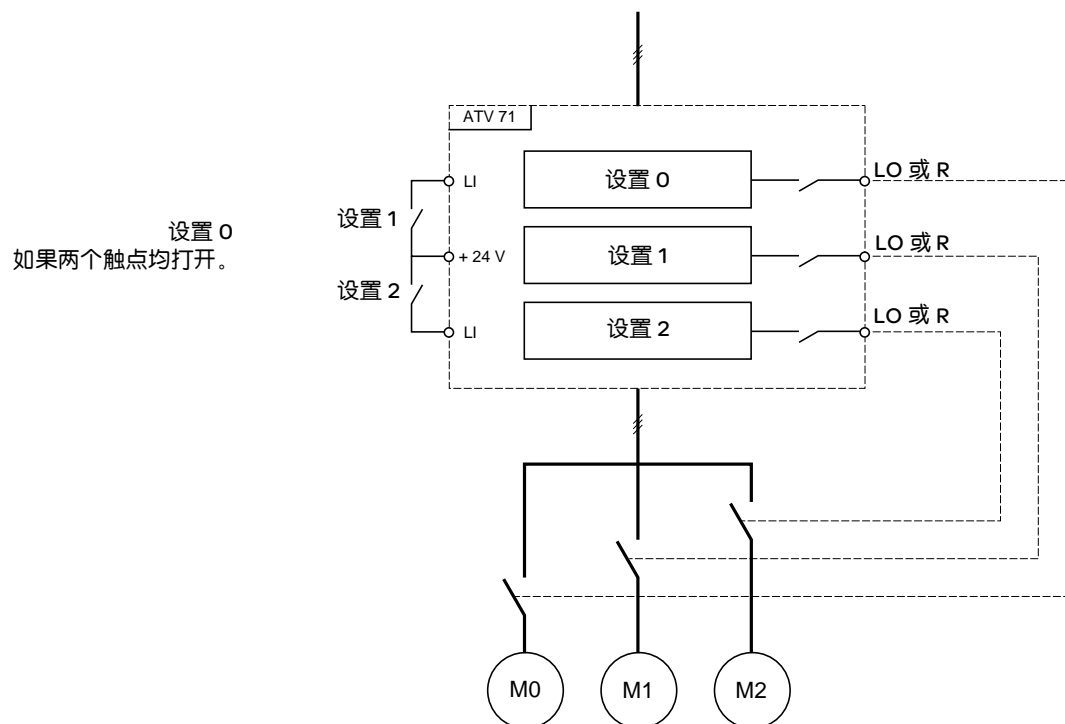 ATV 71
LI
设置 0
LO 或 R
设置 1
设置 0
如果两个触点均打开。
+ 24 V
设置 1
LO 或 R
设置 2
LI
设置 2
LO 或 R
M0
M1
M2